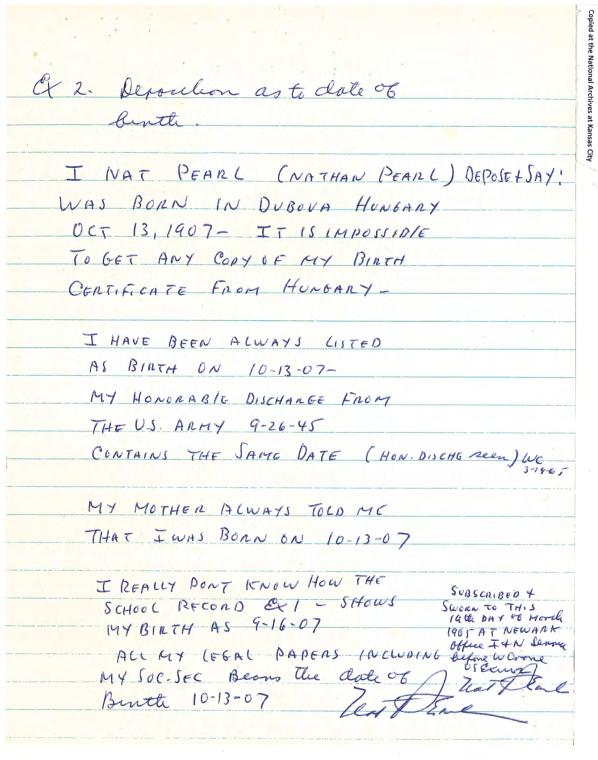 Copied at the National Archives at Kansas City
Ex 2. Deposition as to date of
birth.
I NAT PEARL (NATHAN PEARL) DEPOSE + SAY:
WAS BORN IN DUBOVA HUNGARY
OCT 13, 1907- IT IS IMPOSSIBLE
TO GET ANY COPY OF MY BIRTH
CERTIFICATE FROM HUNGARY-
I HAVE BEEN ALWAYS LISTED
AS BIRTH ON 10-13-07-
MY HONORABLE DISCHARGE FROM
THE U.S. ARMY 9-26-45
CONTAINS THE SAME DATE (HON. DISCHG seen) WC
3-19-65
MY MOTHER ALWAYS TOLD ME
THAT I WAS BORN ON 10-13-07
I REALLY DONT KNOW HOW THE
SCHOOL RECORD EX 1 - SHOWS
MY BIRTH AS 9-16-07
ALL MY LEGAL PAPERS INCLUDING
MY SOC-SEC Bears the date of
Birth 10-13-07
SUBSCRIBED +
SWORN TO THIS
DAY of March
1965 AT NEWARK
office I+N Service
before W Crone
Nat Pearl
Nat Pearl